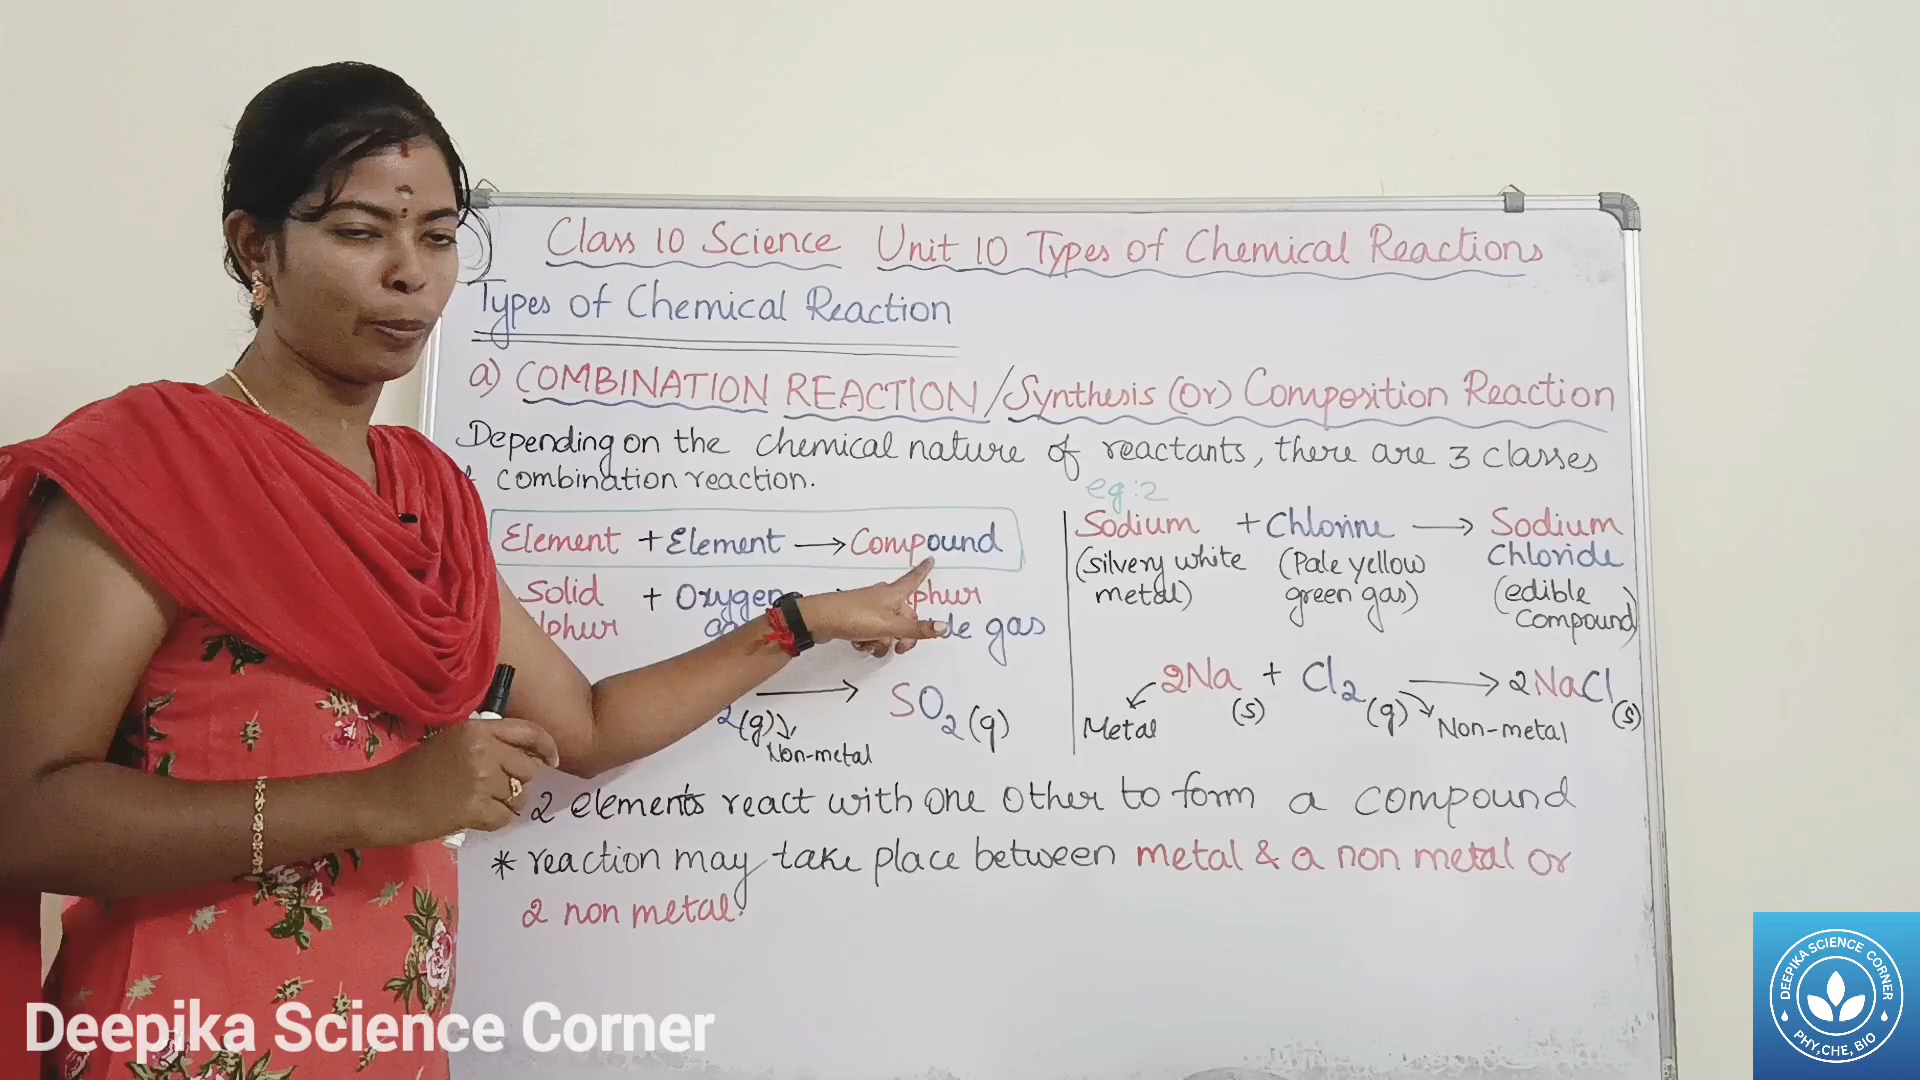 Class 10 Science Unit 10 Types of Chemical Reactions
Types of Chemical Reaction
a) COMBINATION REACTION/Synthesis (Or) Composition Reaction
Depending on the chemical nature of reactants, there are 3 classes
combination reaction.
Element + Element → Compound
Solid + Oxygen
gas
eg:2
Sodium + Chlorine → Sodium Chloride
(Silvery white metal) (Pale yellow green gas) (edible Compound)
2(g) Non-metal → SO2(g)
2Na (s) + Cl2 (g) → 2NaCl (s)
Metal Non-metal
2 elements react with one other to form a compound
* reaction may take place between metal & a non metal or
2 non metal.
Deepika Science Corner
DEEPIKA SCIENCE CORNER
PHY,CHE,BIO